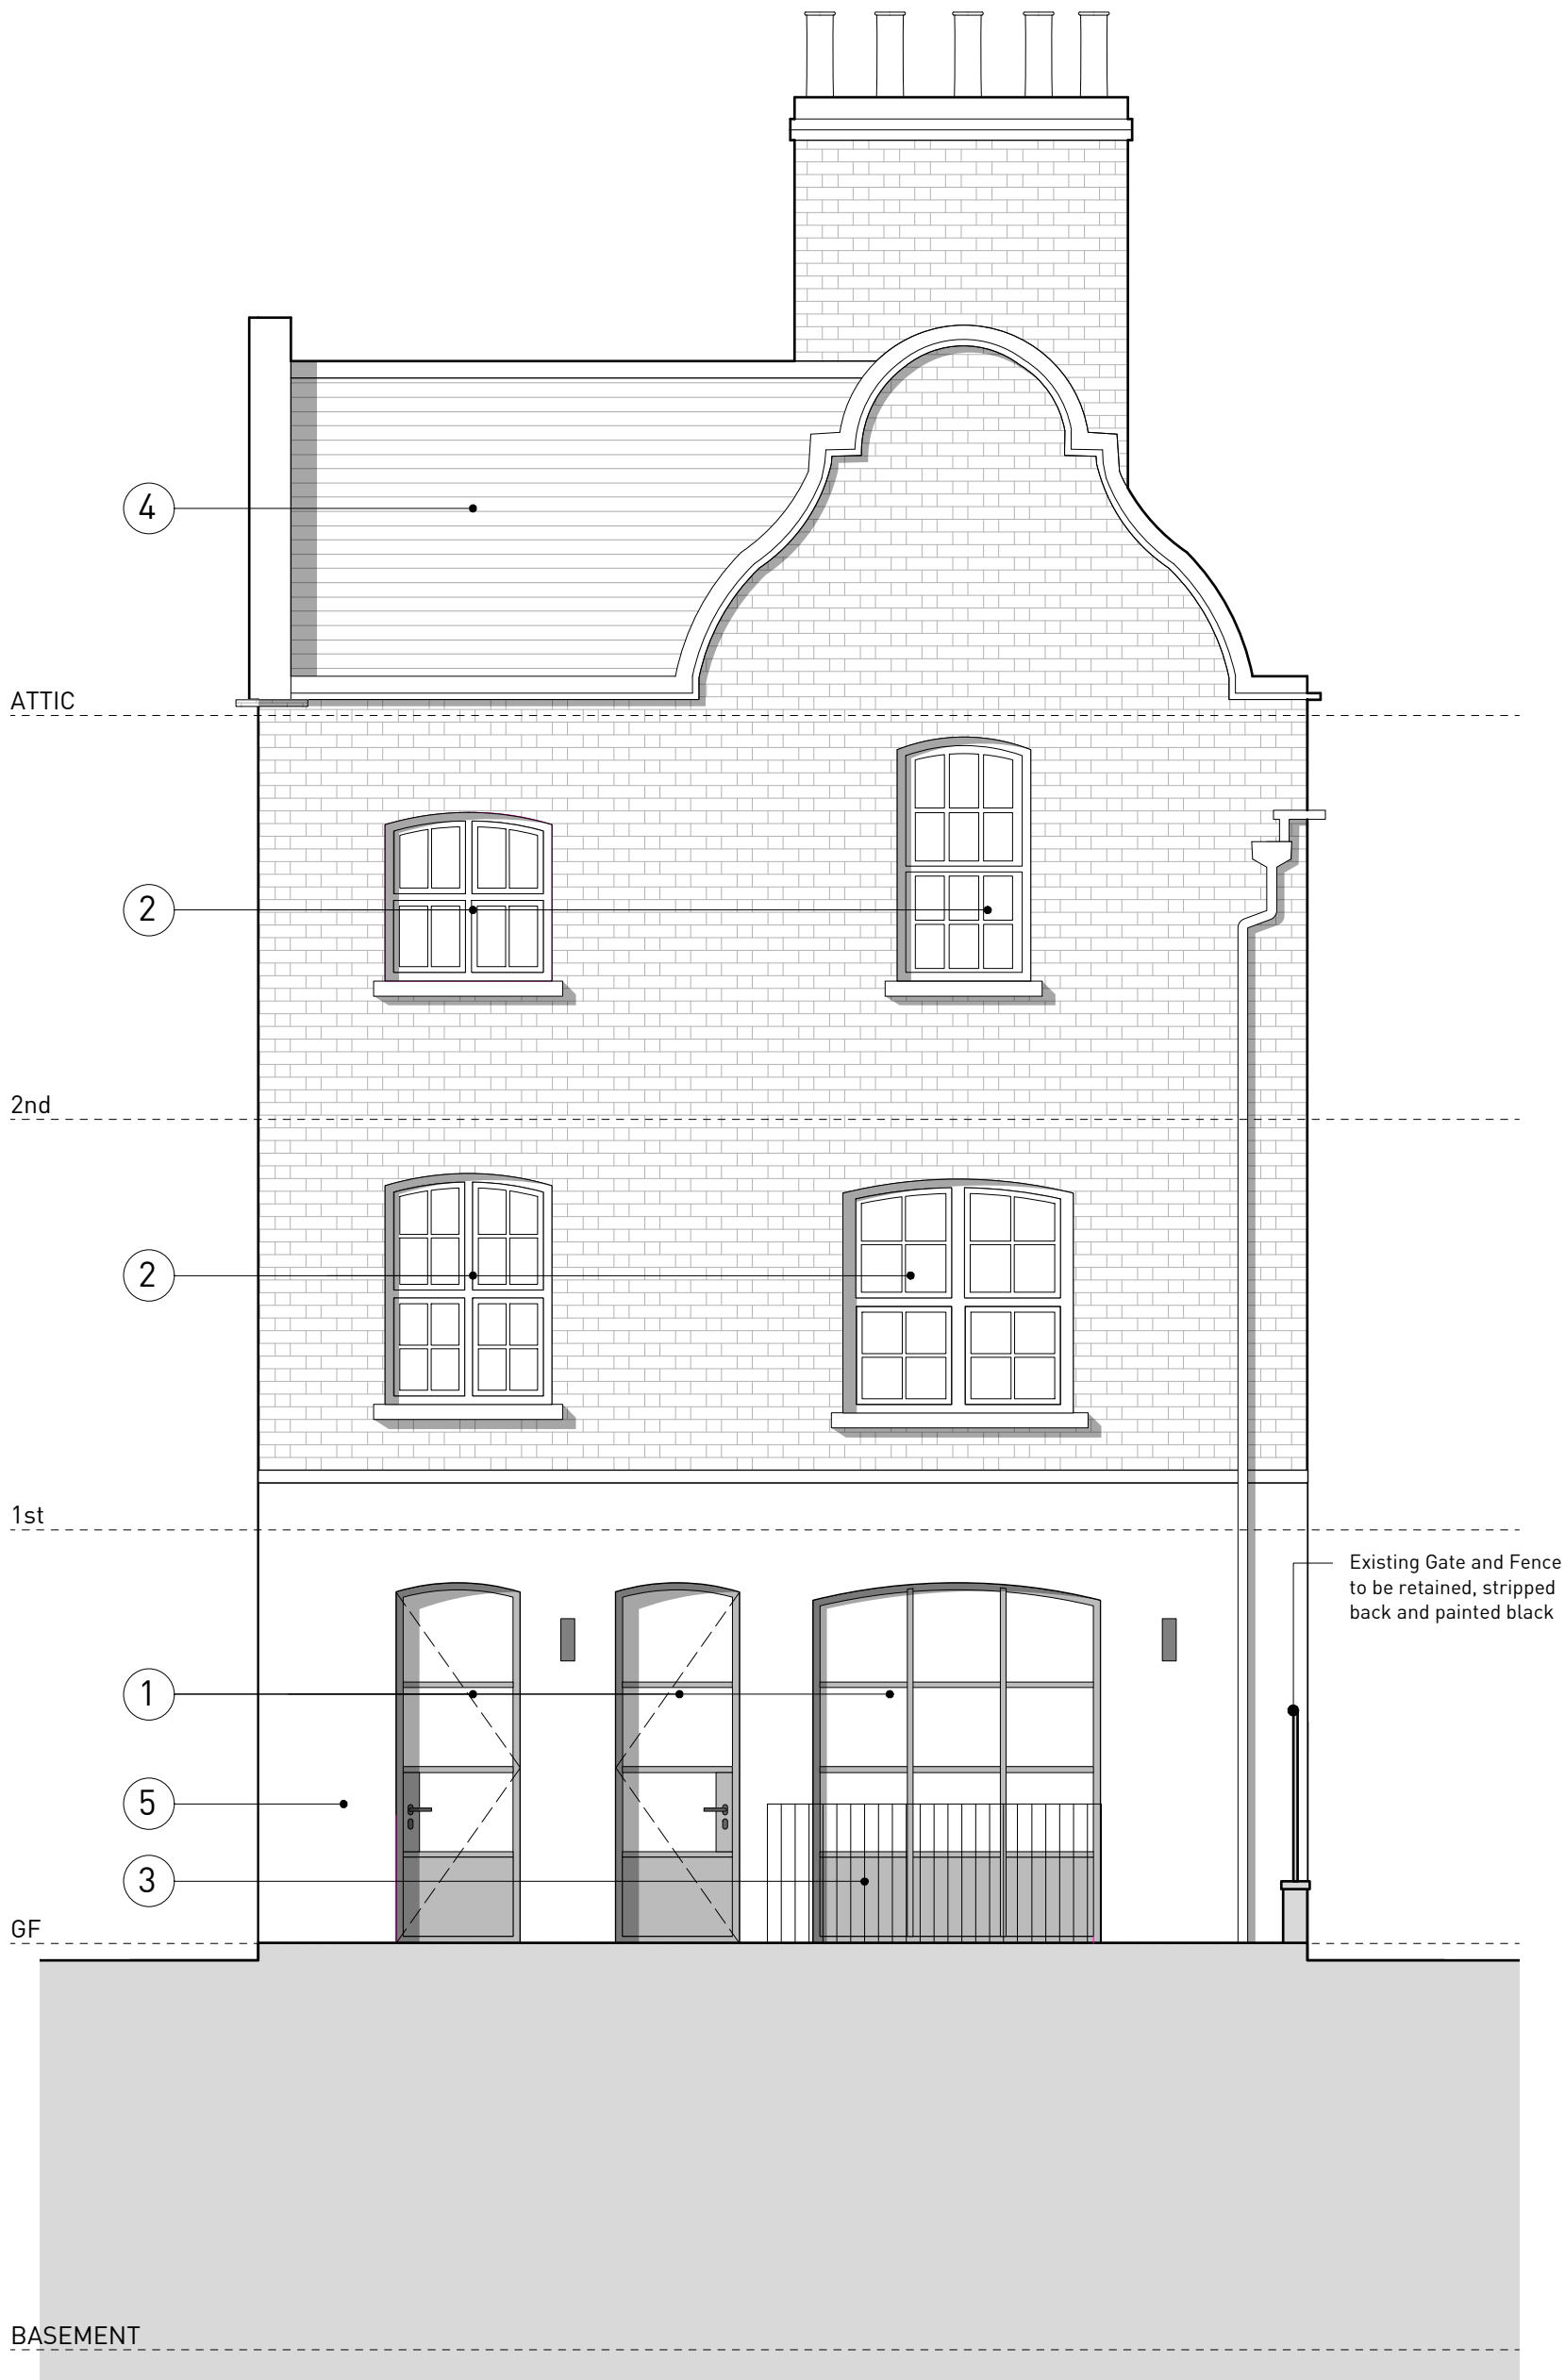 4
ATTIC
2
2nd
2
1st
Existing Gate and Fence
to be retained, stripped
back and painted black
1
5
3
GF
BASEMENT